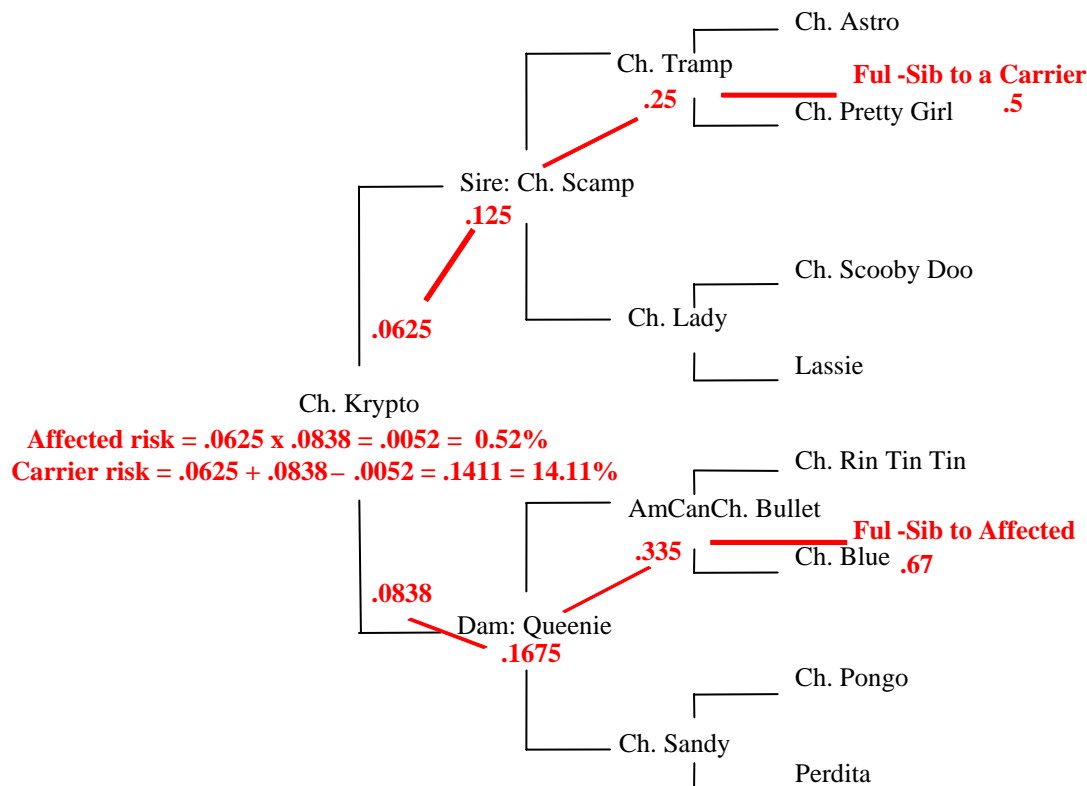 Ch. Astro
Ch. Tramp
Ful -Sib to a Carrier
.25
.5
Ch. Pretty Girl
Sire: Ch. Scamp
.125
Ch. Scooby Doo
Ch. Lady
.0625
Lassie
Ch. Krypto
Affected risk = .0625 x .0838 = .0052 = 0.52%
Carrier risk = .0625 + .0838 – .0052 = .1411 = 14.11%
Ch. Rin Tin Tin
AmCanCh. Bullet
Ful -Sib to Affected
.335
Ch. Blue .67
.0838
Dam: Queenie
.1675
Ch. Pongo
Ch. Sandy
Perdita